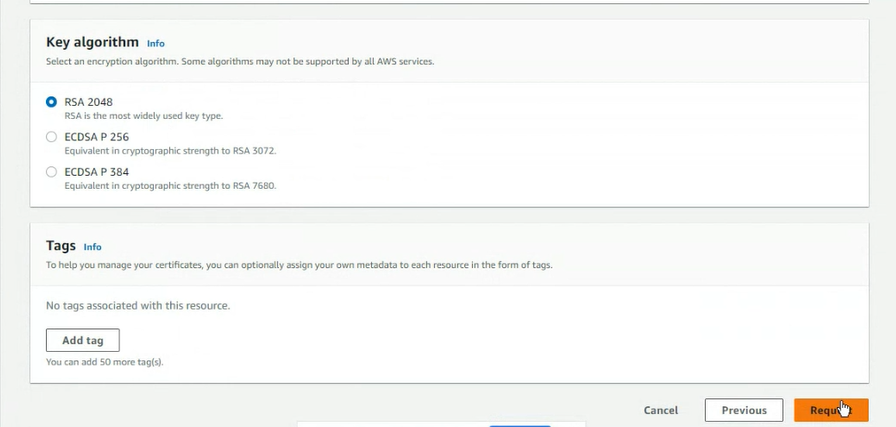 Key algorithm Info
Select an encryption algorithm. Some algorithms may not be supported by all AWS services.
RSA 2048
RSA is the most widely used key type.
ECDSA P 256
Equivalent in cryptographic strength to RSA 3072.
ECDSA P 384
Equivalent in cryptographic strength to RSA 7680.
Tags Info
To help you manage your certificates, you can optionally assign your own metadata to each resource in the form of tags.
No tags associated with this resource.
Add tag
You can add 50 more tag(s).
Cancel Previous